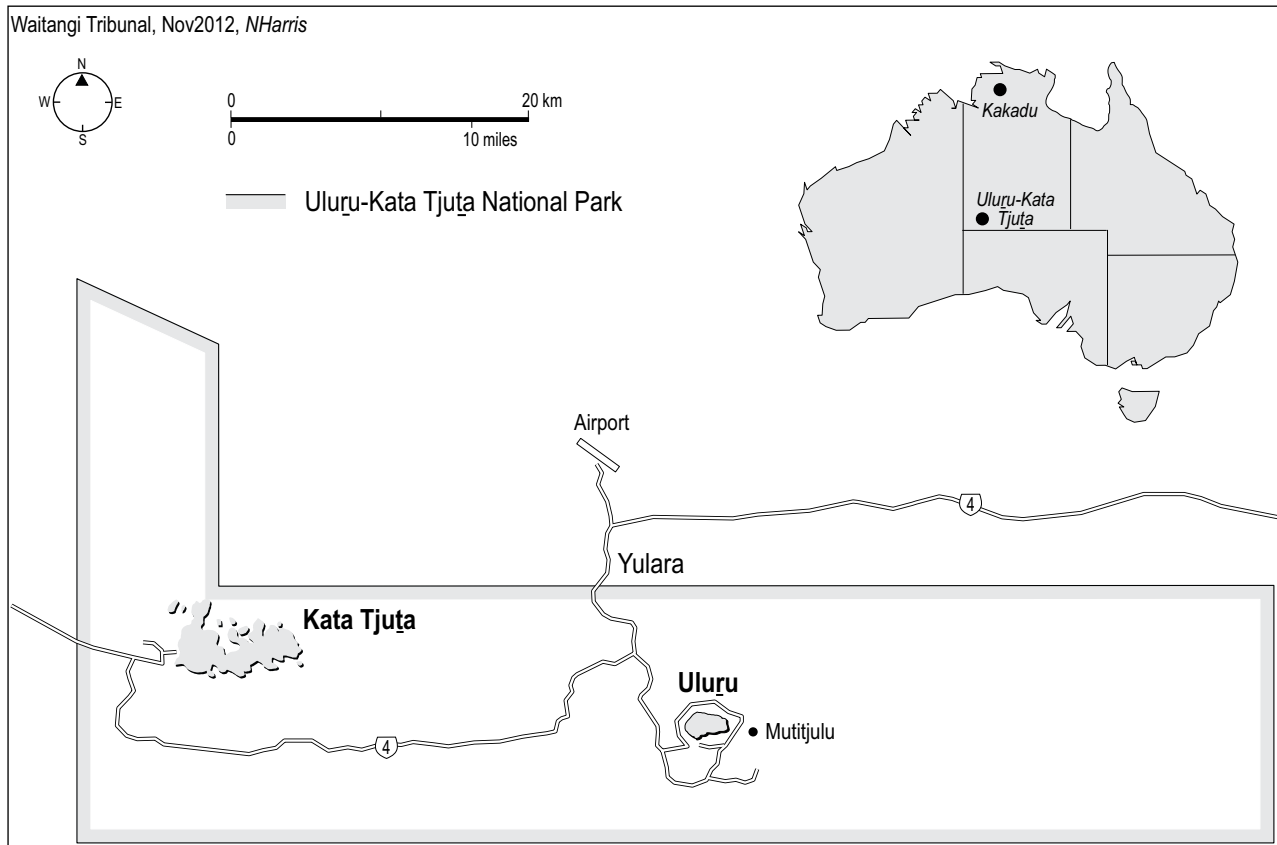 Waitangi Tribunal, Nov2012, NHarris
N
W E
S
0 20 km
0 10 miles
Uluṟu-Kata Tjuṯa National Park
Kakadu
Uluṟu-Kata
Tjuṯa
Airport
4
Yulara
Kata Tjuṯa
Uluṟu
Mutitjulu
4